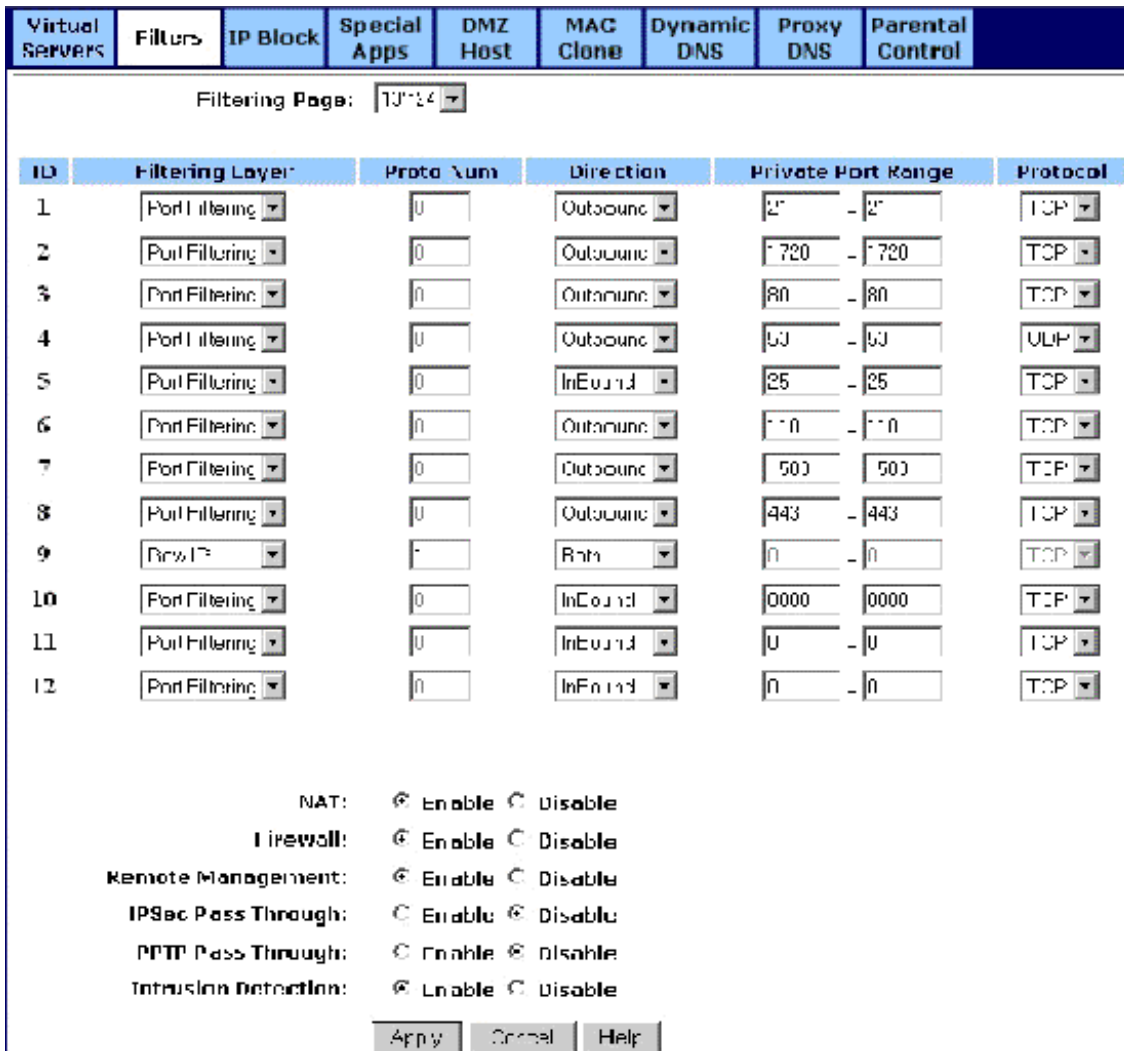 Virtual Servers Filters IP Block Special Apps DMZ Host MAC Clone Dynamic DNS Proxy DNS Parental Control
Filtering Page:
ID Filtering Layer Proto Num Direction Private Port Range Protocol
1 Port Filtering 0 Outbound TCP
2 Port Filtering 0 Outbound 1720 - 1720 TCP
3 Port Filtering 0 Outbound 80 - 80 TCP
4 Port Filtering 0 Outbound 53 - 53 UDP
5 Port Filtering 0 InBound 25 - 25 TCP
6 Port Filtering 0 Outbound 110 - 110 TCP
7 Port Filtering 0 Outbound TCP
8 Port Filtering 0 Outbound 443 - 443 TCP
9 Raw IP Both 0 - 0 TCP
10 Port Filtering 0 InBound TCP
11 Port Filtering 0 InBound 0 - 0 TCP
12 Port Filtering 0 InBound 0 - 0 TCP
NAT: Enable Disable
Firewall: Enable Disable
Remote Management: Enable Disable
IPSec Pass Through: Enable Disable
PPTP Pass Through: Enable Disable
Intrusion Detection: Enable Disable
Apply Cancel Help